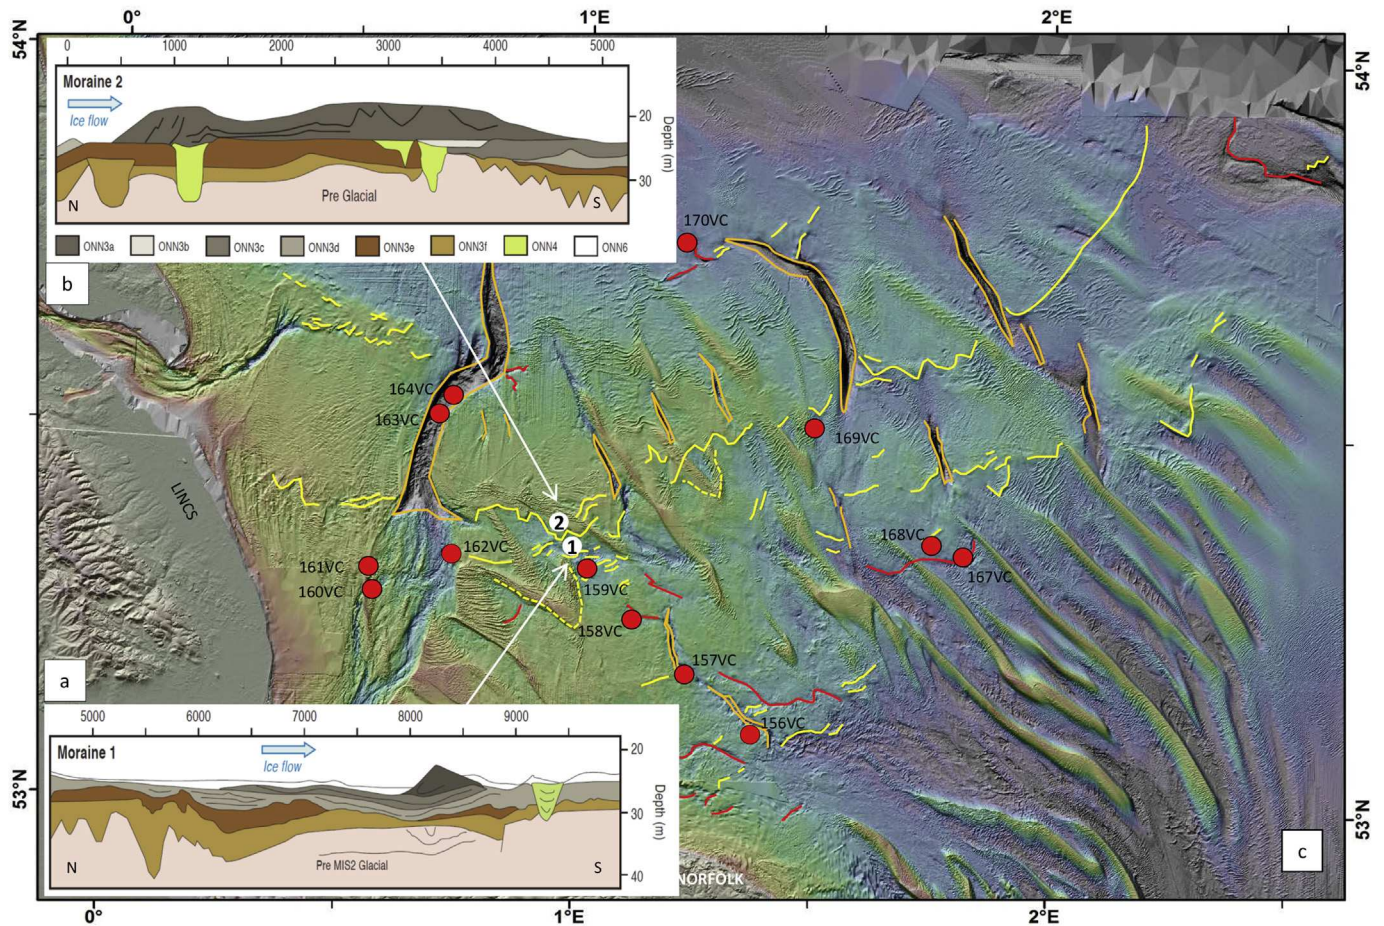 0° 1°E 2°E
54°N
54°N
0 1000 2000 3000 4000 5000
Moraine 2
Ice flow
20
30
Depth (m)
Pre Glacial
N
S
ONN3a ONN3b ONN3c ONN3d ONN3e ONN3f ONN4 ONN6
b
170VC
164VC
163VC
169VC
LINCS
2
1
168VC
162VC
161VC
167VC
160VC
159VC
158VC
157VC
156VC
a
5000 6000 7000 8000 9000
Moraine 1
Ice flow
20
30
40
Depth (m)
Pre MIS2 Glacial
N
S
53°N
53°N
c
NORFOLK
0° 1°E 2°E